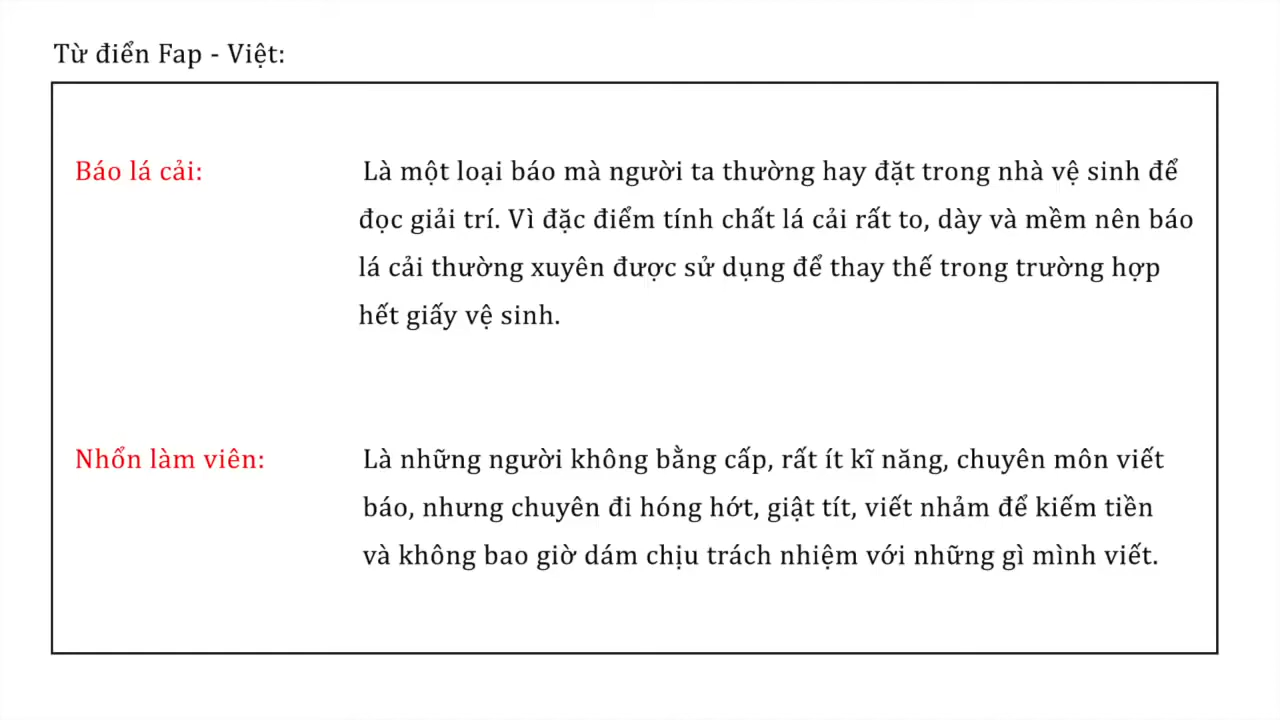 Từ điển Fap - Việt:
Báo lá cải:
Là một loại báo mà người ta thường hay đặt trong nhà vệ sinh để
đọc giải trí. Vì đặc điểm tính chất lá cải rất to, dày và mềm nên báo
lá cải thường xuyên được sử dụng để thay thế trong trường hợp
hết giấy vệ sinh.
Nhổn làm viên:
Là những người không bằng cấp, rất ít kĩ năng, chuyên môn viết
báo, nhưng chuyên đi hóng hớt, giật tít, viết nhảm để kiếm tiền
và không bao giờ dám chịu trách nhiệm với những gì mình viết.